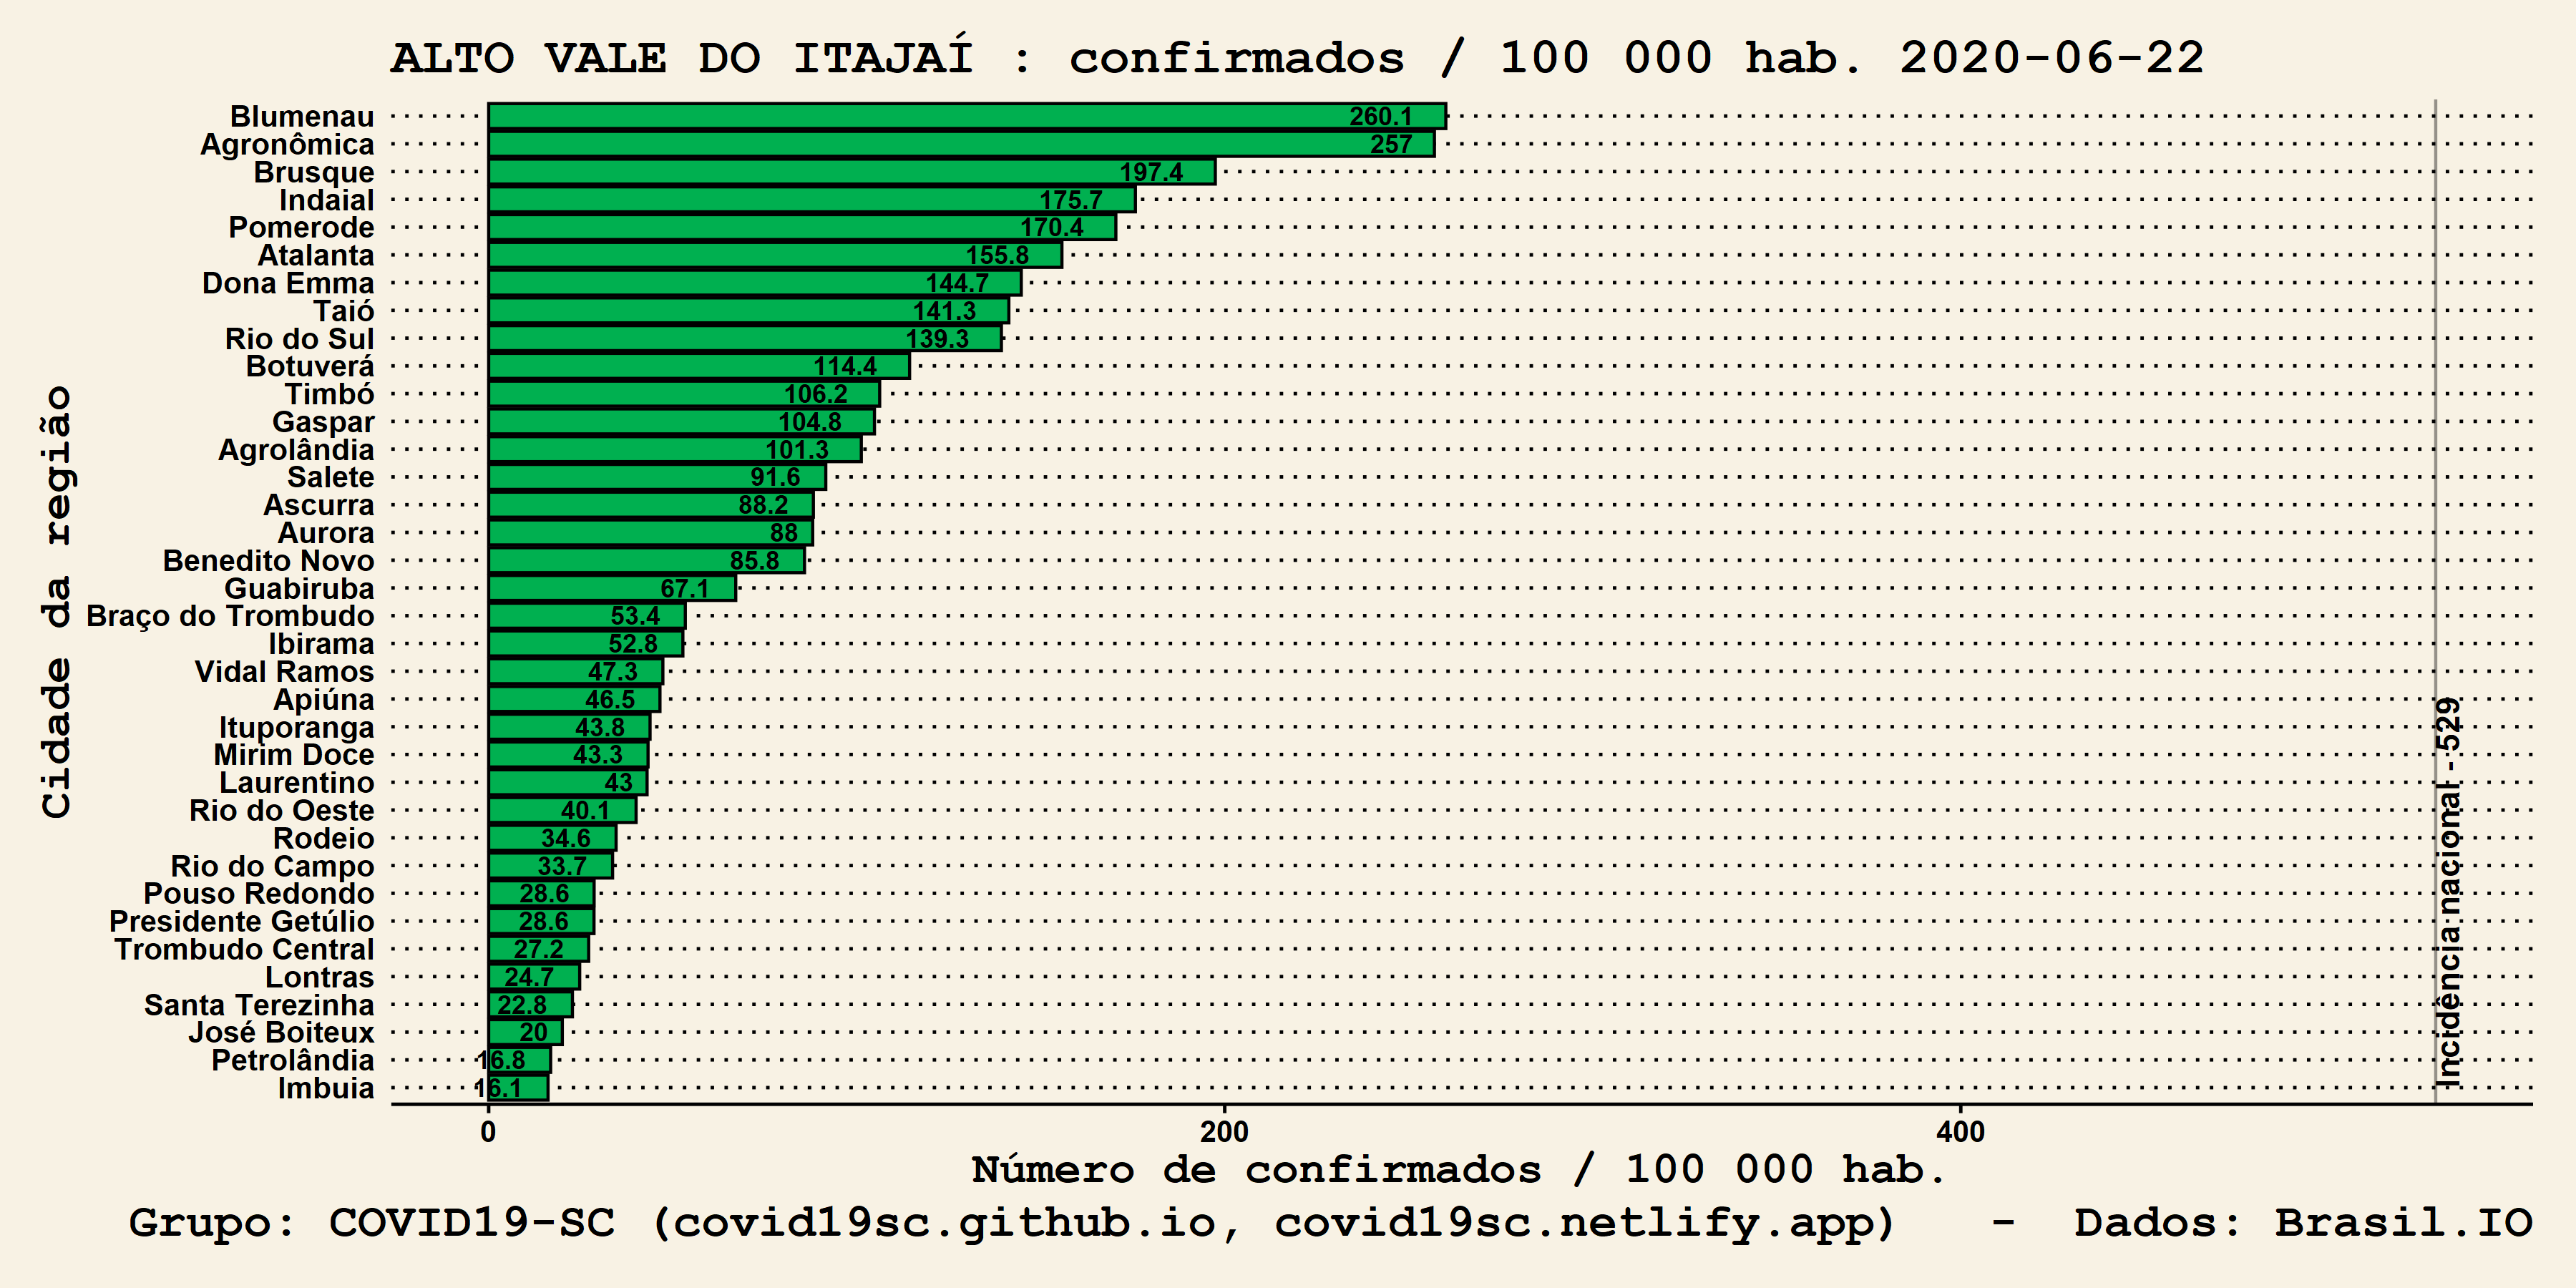 ALTO VALE DO ITAJAÍ : confirmados / 100 000 hab. 2020-06-22
Cidade da região
Blumenau 260.1
Agronômica 257
Brusque 197.4
Indaial 175.7
Pomerode 170.4
Atalanta 155.8
Dona Emma 144.7
Taió 141.3
Rio do Sul 139.3
Botuverá 114.4
Timbó 106.2
Gaspar 104.8
Agrolândia 101.3
Salete 91.6
Ascurra 88.2
Aurora 88
Benedito Novo 85.8
Guabiruba 67.1
Braço do Trombudo 53.4
Ibirama 52.8
Vidal Ramos 47.3
Apiúna 46.5
Ituporanga 43.8
Mirim Doce 43.3
Laurentino 43
Rio do Oeste 40.1
Rodeio 34.6
Rio do Campo 33.7
Pouso Redondo 28.6
Presidente Getúlio 28.6
Trombudo Central 27.2
Lontras 24.7
Santa Terezinha 22.8
José Boiteux 20
Petrolândia 16.8
Imbuia 16.1
Incidência nacional - 529
0 200 400
Número de confirmados / 100 000 hab.
Grupo: COVID19-SC (covid19sc.github.io, covid19sc.netlify.app) - Dados: Brasil.IO